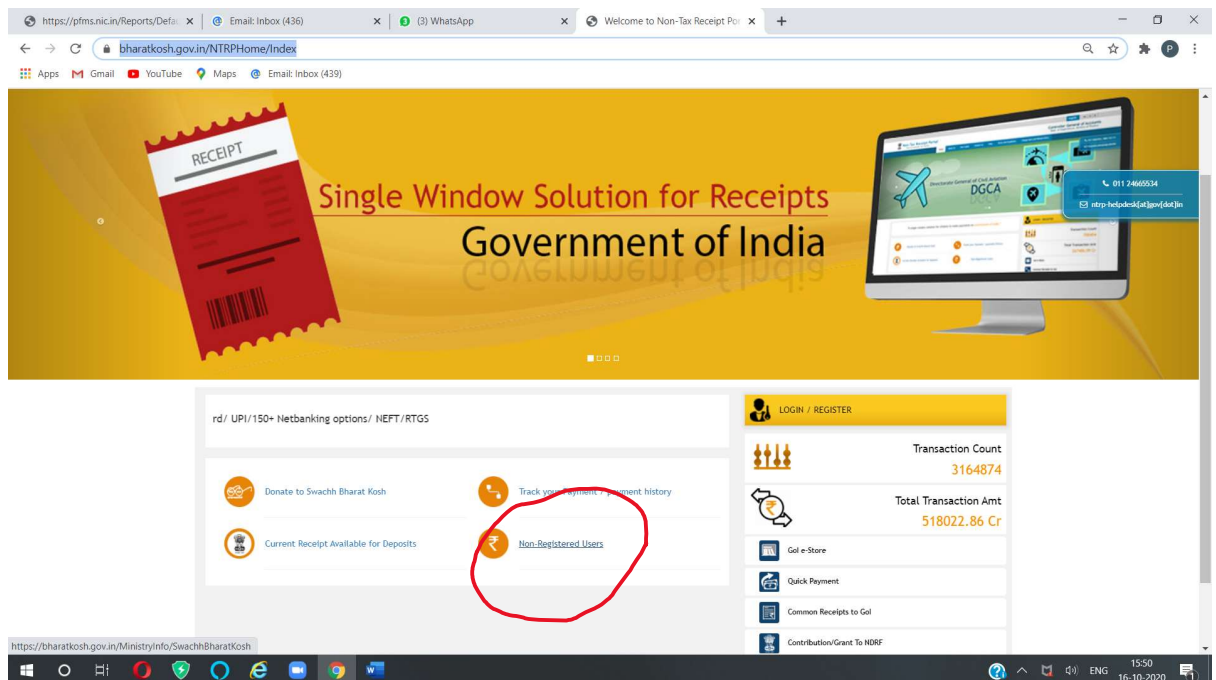 https://pfms.nic.in/Reports/Defau
Email: Inbox (436)
(3) WhatsApp
Welcome to Non-Tax Receipt Por
bharatkosh.gov.in/NTRPHome/Index
P
Apps
Gmail
YouTube
Maps
Email: Inbox (439)
RECEIPT
Single Window Solution for Receipts
Government of India
DGCA
011 24665534
ntrp-helpdesk[at]gov[dot]in
rd/ UPI/150+ Netbanking options/ NEFT/RTGS
LOGIN / REGISTER
Transaction Count
3164874
Donate to Swachh Bharat Kosh
Track your Payment / payment history
Total Transaction Amt
518022.86 Cr
Current Receipt Available for Deposits
Non-Registered Users
GoI e-Store
Quick Payment
Common Receipts to GoI
Contribution/Grant To NDRF
https://bharatkosh.gov.in/MinistryInfo/SwachhBharatKosh
ENG
15:50
16-10-2020